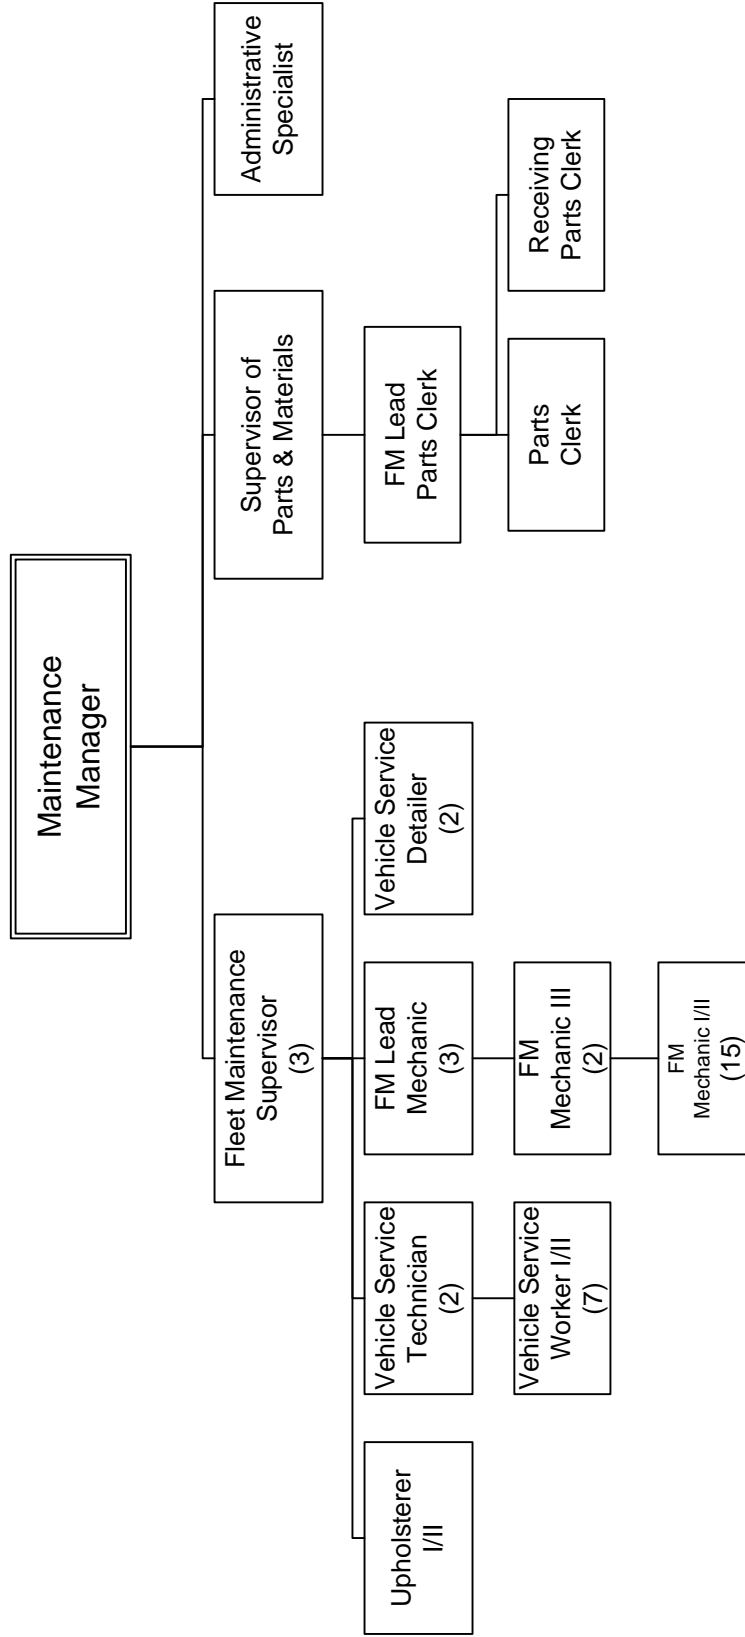 Maintenance
Manager
Fleet Maintenance
Supervisor
(3)
Supervisor of
Parts & Materials
Administrative
Specialist
Upholsterer
I/II
Vehicle Service
Technician
(2)
FM Lead
Mechanic
(3)
Vehicle Service
Detailer
(2)
FM Lead
Parts Clerk
Vehicle Service
Worker I/II
(7)
FM
Mechanic III
(2)
Parts
Clerk
Receiving
Parts Clerk
FM
Mechanic I/II
(15)